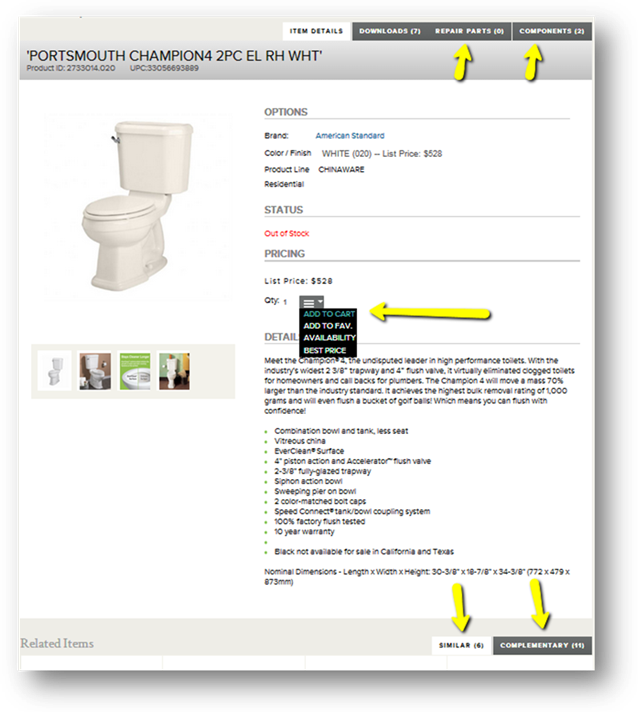 ITEM DETAILS DOWNLOADS (7) REPAIR PARTS (0) COMPONENTS (2)
'PORTSMOUTH CHAMPION4 2PC EL RH WHT'
Product ID: 2733014.020 UPC:33056693889
OPTIONS
Brand: American Standard
Color / Finish WHITE (020) -- List Price: $528
Product Line CHINAWARE
Residential
STATUS
Out of Stock
PRICING
List Price: $528
Qty: 1
ADD TO CART
ADD TO FAV.
AVAILABILITY
BEST PRICE
DETAIL
Meet the Champion® 4, the undisputed leader in high performance toilets. With the
industry's widest 2 3/8" trapway and 4" flush valve, it virtually eliminated clogged toilets
for homeowners and call backs for plumbers. The Champion 4 will move a mass 70%
larger than the industry standard. It achieves the highest bulk removal rating of 1,000
grams and will even flush a bucket of golf balls! Which means you can flush with
confidence!
Combination bowl and tank, less seat
Vitreous china
EverClean® Surface
4" piston action and Accelerator™ flush valve
2-3/8" fully-glazed trapway
Siphon action bowl
Sweeping pier on bowl
2 color-matched bolt caps
Speed Connect® tank/bowl coupling system
100% factory flush tested
10 year warranty
Black not available for sale in California and Texas
Nominal Dimensions - Length x Width x Height: 30-3/8" x 18-7/8" x 34-3/8" (772 x 479 x
873mm)
Related Items SIMILAR (6) COMPLEMENTARY (11)